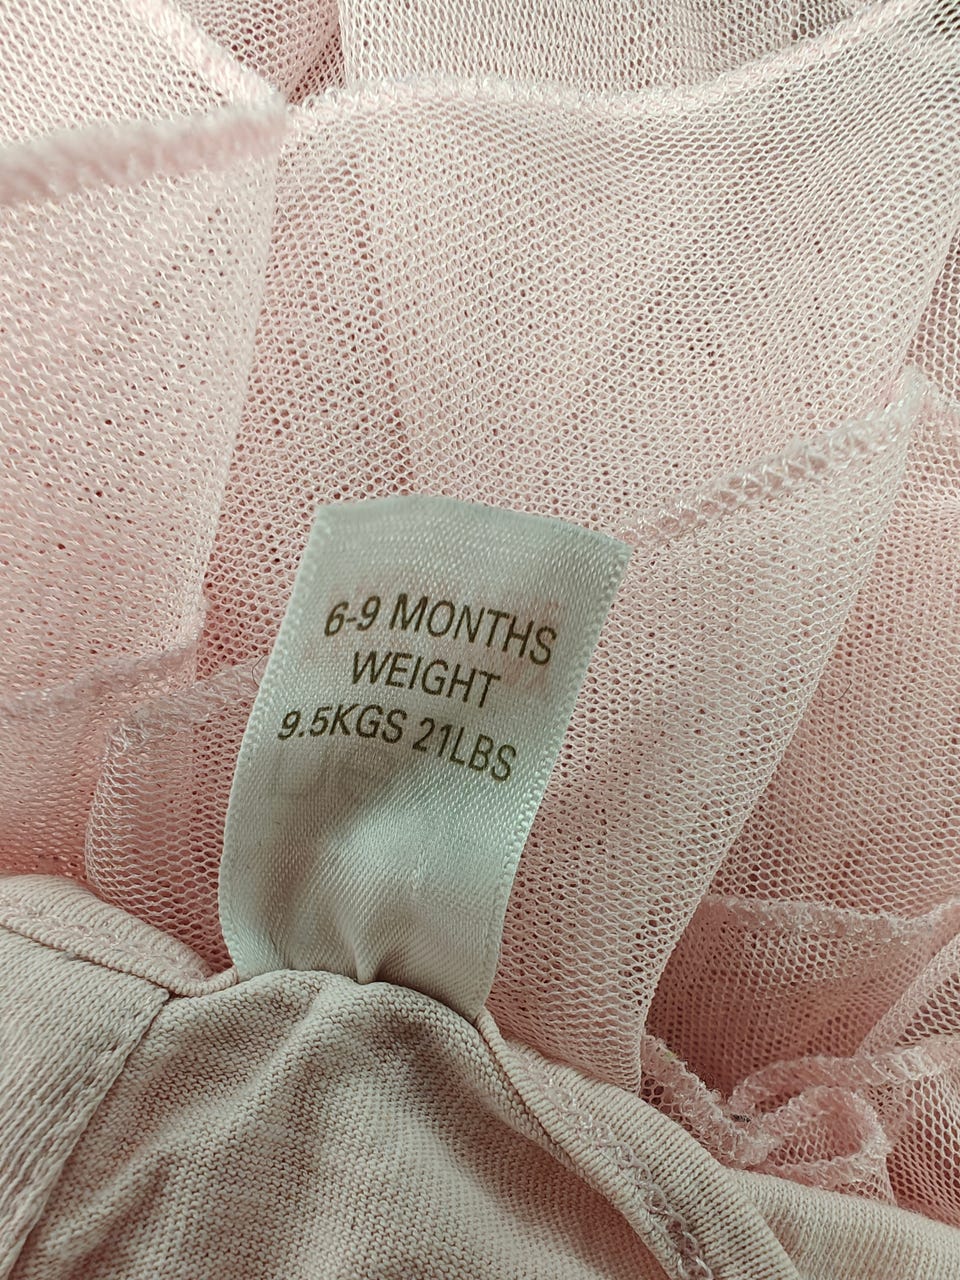 6-9 MONTHS
WEIGHT
9.5KGS 21LBS